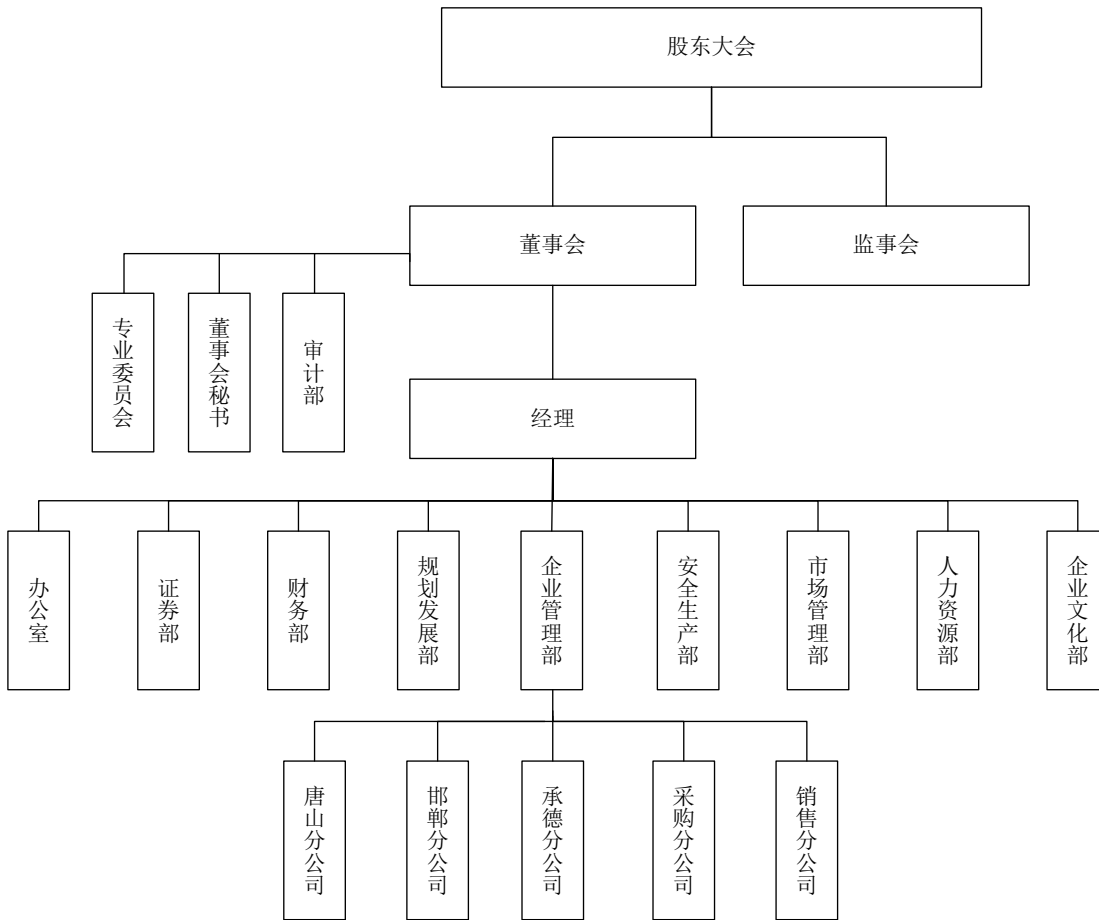 股东大会
董事会
监事会
专业委员会
董事会秘书
审计部
经理
办公室
证券部
财务部
规划发展部
企业管理部
安全生产部
市场管理部
人力资源部
企业文化部
唐山分公司
邯郸分公司
承德分公司
采购分公司
销售分公司